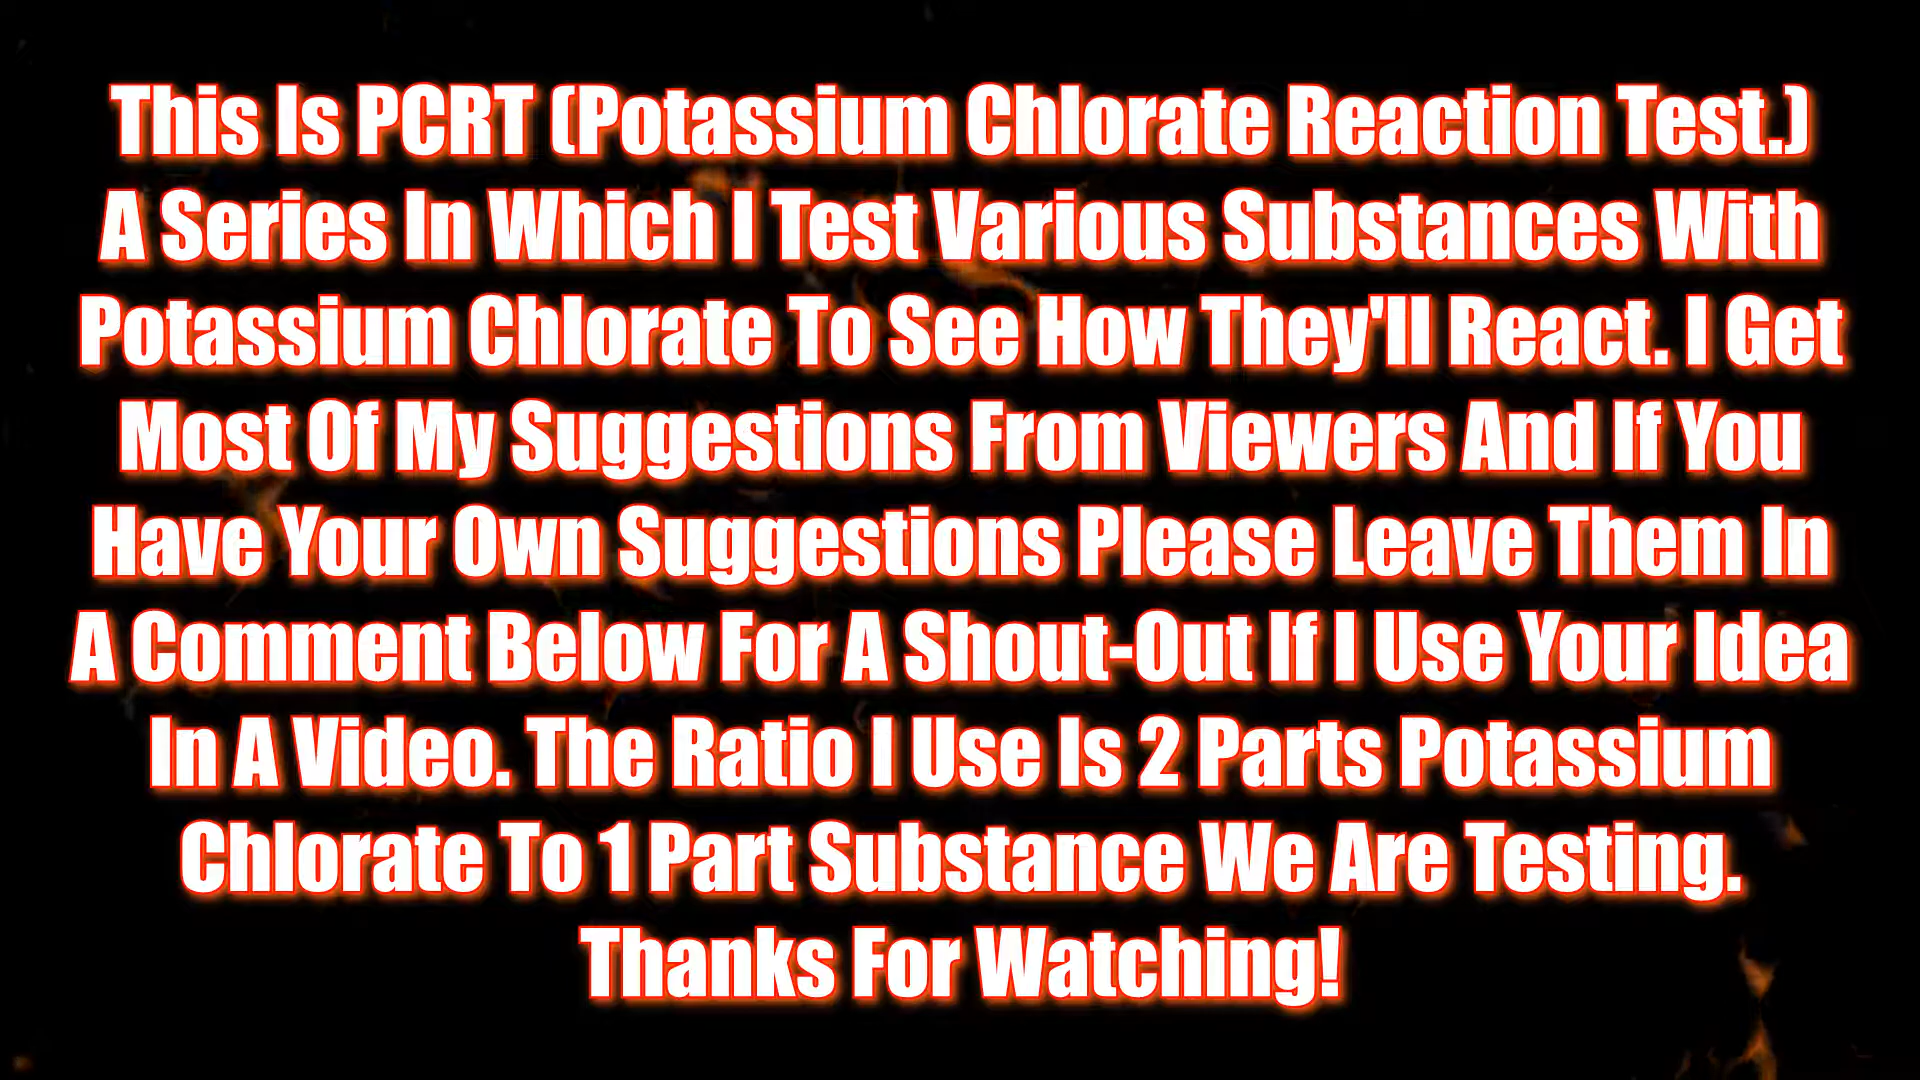 This Is PCRT (Potassium Chlorate Reaction Test.)
A Series In Which I Test Various Substances With
Potassium Chlorate To See How They'll React. I Get
Most Of My Suggestions From Viewers And If You
Have Your Own Suggestions Please Leave Them In
A Comment Below For A Shout-Out If I Use Your Idea
In A Video. The Ratio I Use Is 2 Parts Potassium
Chlorate To 1 Part Substance We Are Testing.
Thanks For Watching!